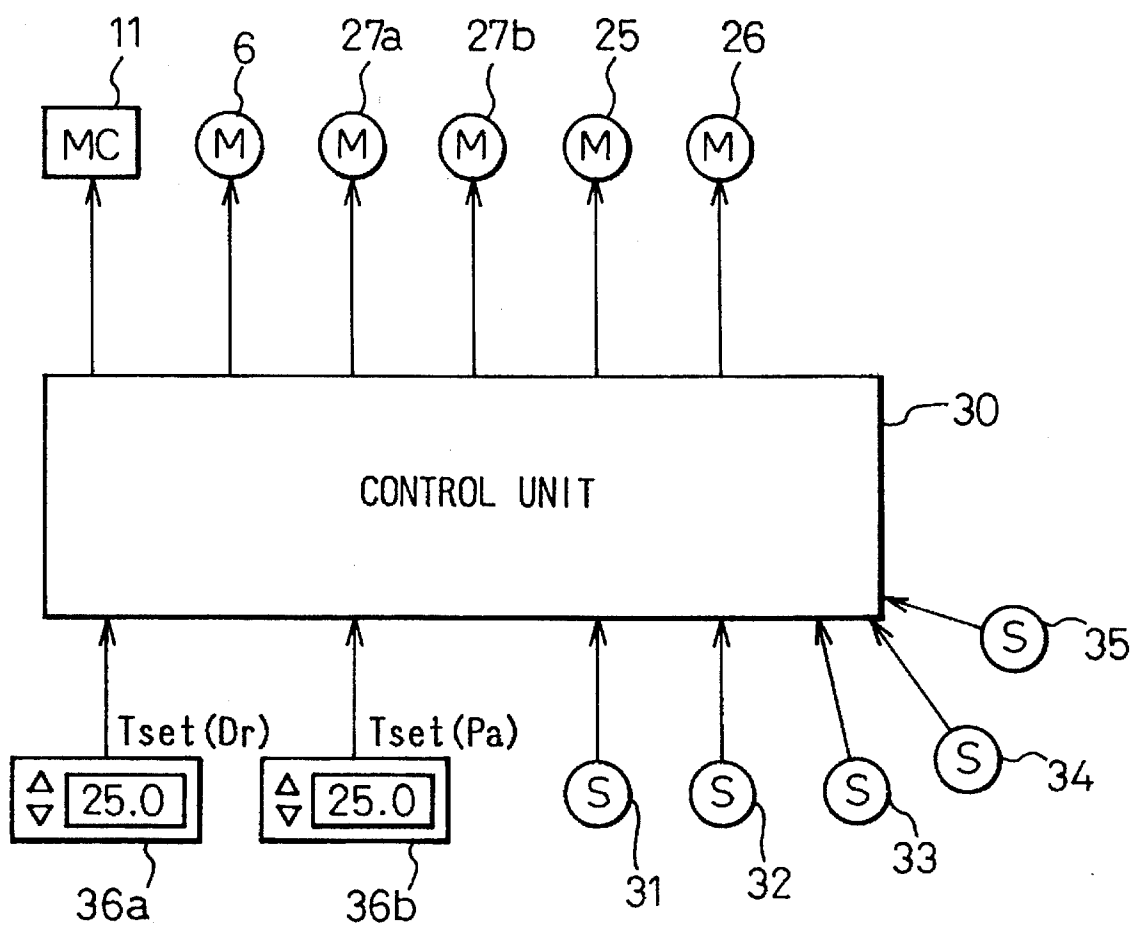 11 6 27a 27b 25 26
MC M M M M M
30
CONTROL UNIT
S 35
Tset(Dr) Tset(Pa)
S 34
25.0 25.0 S S S
33
36a 36b 31 32